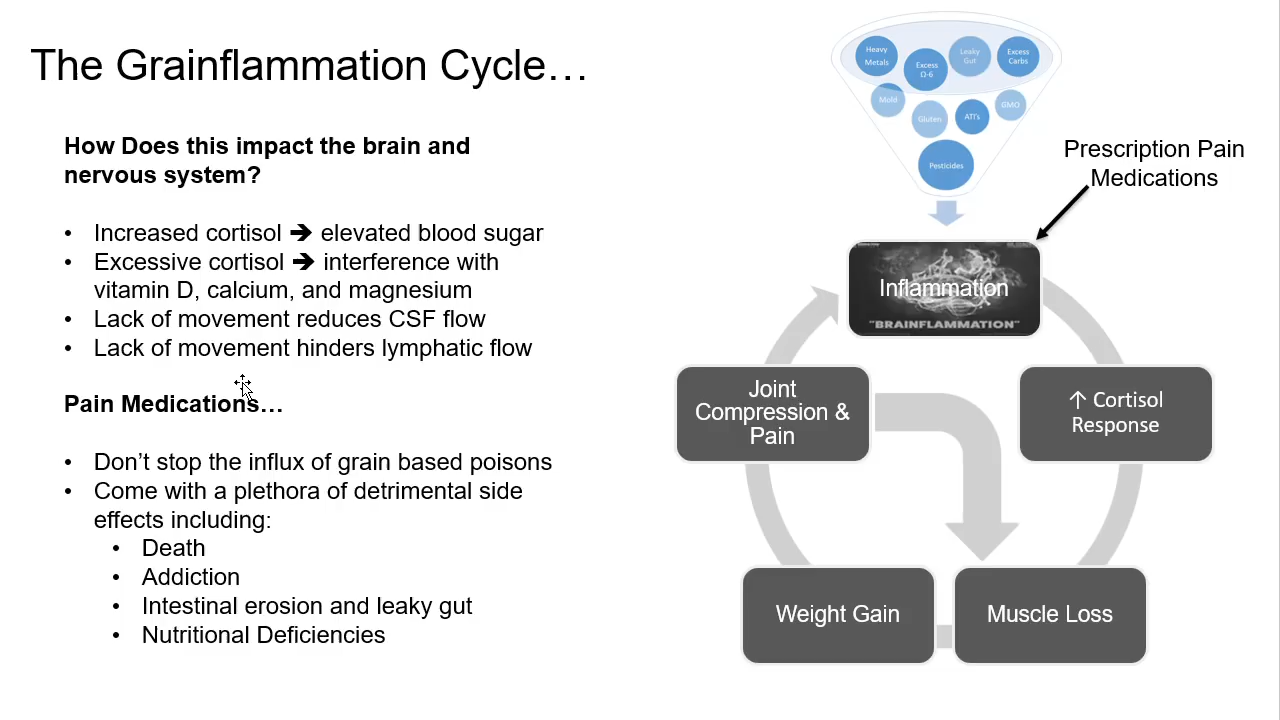 The Grainflammation Cycle…
How Does this impact the brain and
nervous system?
• Increased cortisol 🡺 elevated blood sugar
• Excessive cortisol 🡺 interference with
vitamin D, calcium, and magnesium
• Lack of movement reduces CSF flow
• Lack of movement hinders lymphatic flow
Pain Medications…
• Don’t stop the influx of grain based poisons
• Come with a plethora of detrimental side
effects including:
• Death
• Addiction
• Intestinal erosion and leaky gut
• Nutritional Deficiencies
Heavy
Metals
Excess
Ω-6
Leaky
Gut
Excess
Carbs
Mold
Gluten
ATI's
GMO
Pesticides
Prescription Pain
Medications
Inflammation
"BRAINFLAMMATION"
Joint
Compression &
Pain
↑ Cortisol
Response
Weight Gain
Muscle Loss